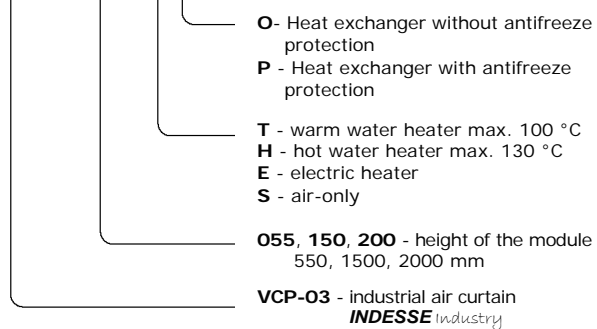 O- Heat exchanger without antifreeze
protection
P - Heat exchanger with antifreeze
protection
T - warm water heater max. 100 °C
H - hot water heater max. 130 °C
E - electric heater
S - air-only
055, 150, 200 - height of the module
550, 1500, 2000 mm
VCP-03 - industrial air curtain
INDESSE Industry